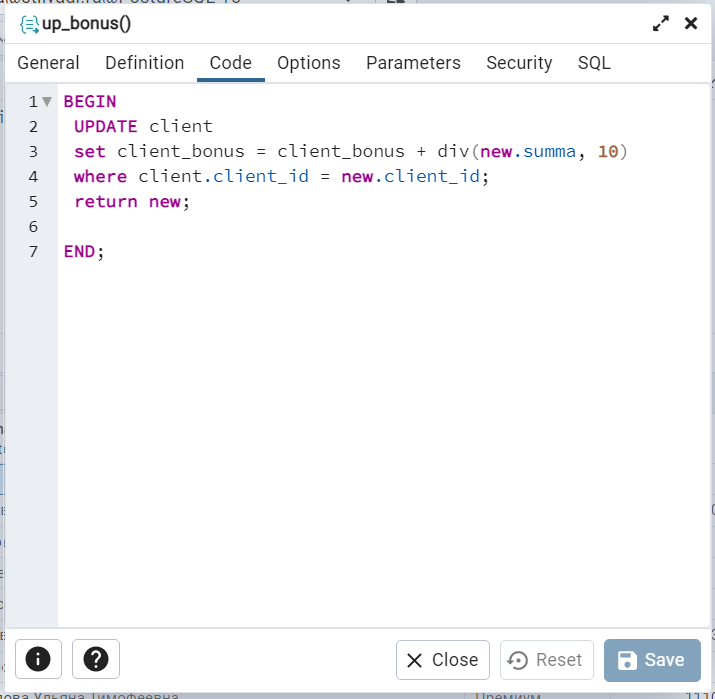 up_bonus()
General Definition Code Options Parameters Security SQL
1 BEGIN
2 UPDATE client
3 set client_bonus = client_bonus + div(new.summa, 10)
4 where client.client_id = new.client_id;
5 return new;
6
7 END;
Close Reset Save